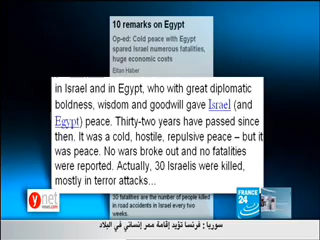 10 remarks on Egypt
Op-ed: Cold peace with Egypt
spared Israel numerous fatalities,
huge economic costs
Eitan Haber
in Israel and in Egypt, who with great diplomatic
boldness, wisdom and goodwill gave Israel (and
Egypt) peace. Thirty-two years have passed since
then. It was a cold, hostile, repulsive peace – but it
was peace. No wars broke out and no fatalities
were reported. Actually, 30 Israelis were killed,
mostly in terror attacks...
30 fatalities are the number of people killed
in road accidents in Israel every two
weeks.
ynet
news.com
FRANCE
24
سوريا : فرنسا تؤيد إقامة ممر إنساني في البلاد